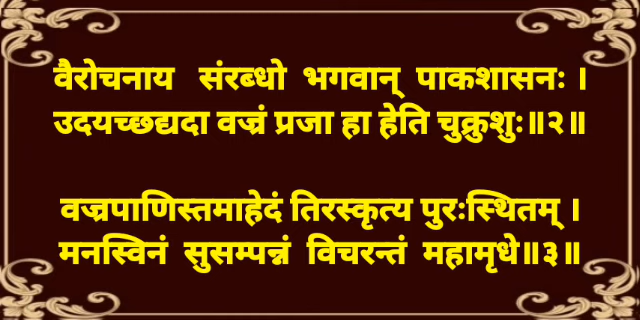 वैरोचनाय संरब्धो भगवान् पाकशासनः ।
उदयच्छद्यदा वज्रं प्रजा हा हेति चुक्रुशुः॥२॥
वज्रपाणिस्तमाहेदं तिरस्कृत्य पुरःस्थितम् ।
मनस्विनं सुसम्पन्नं विचरन्तं महामृधे॥३॥